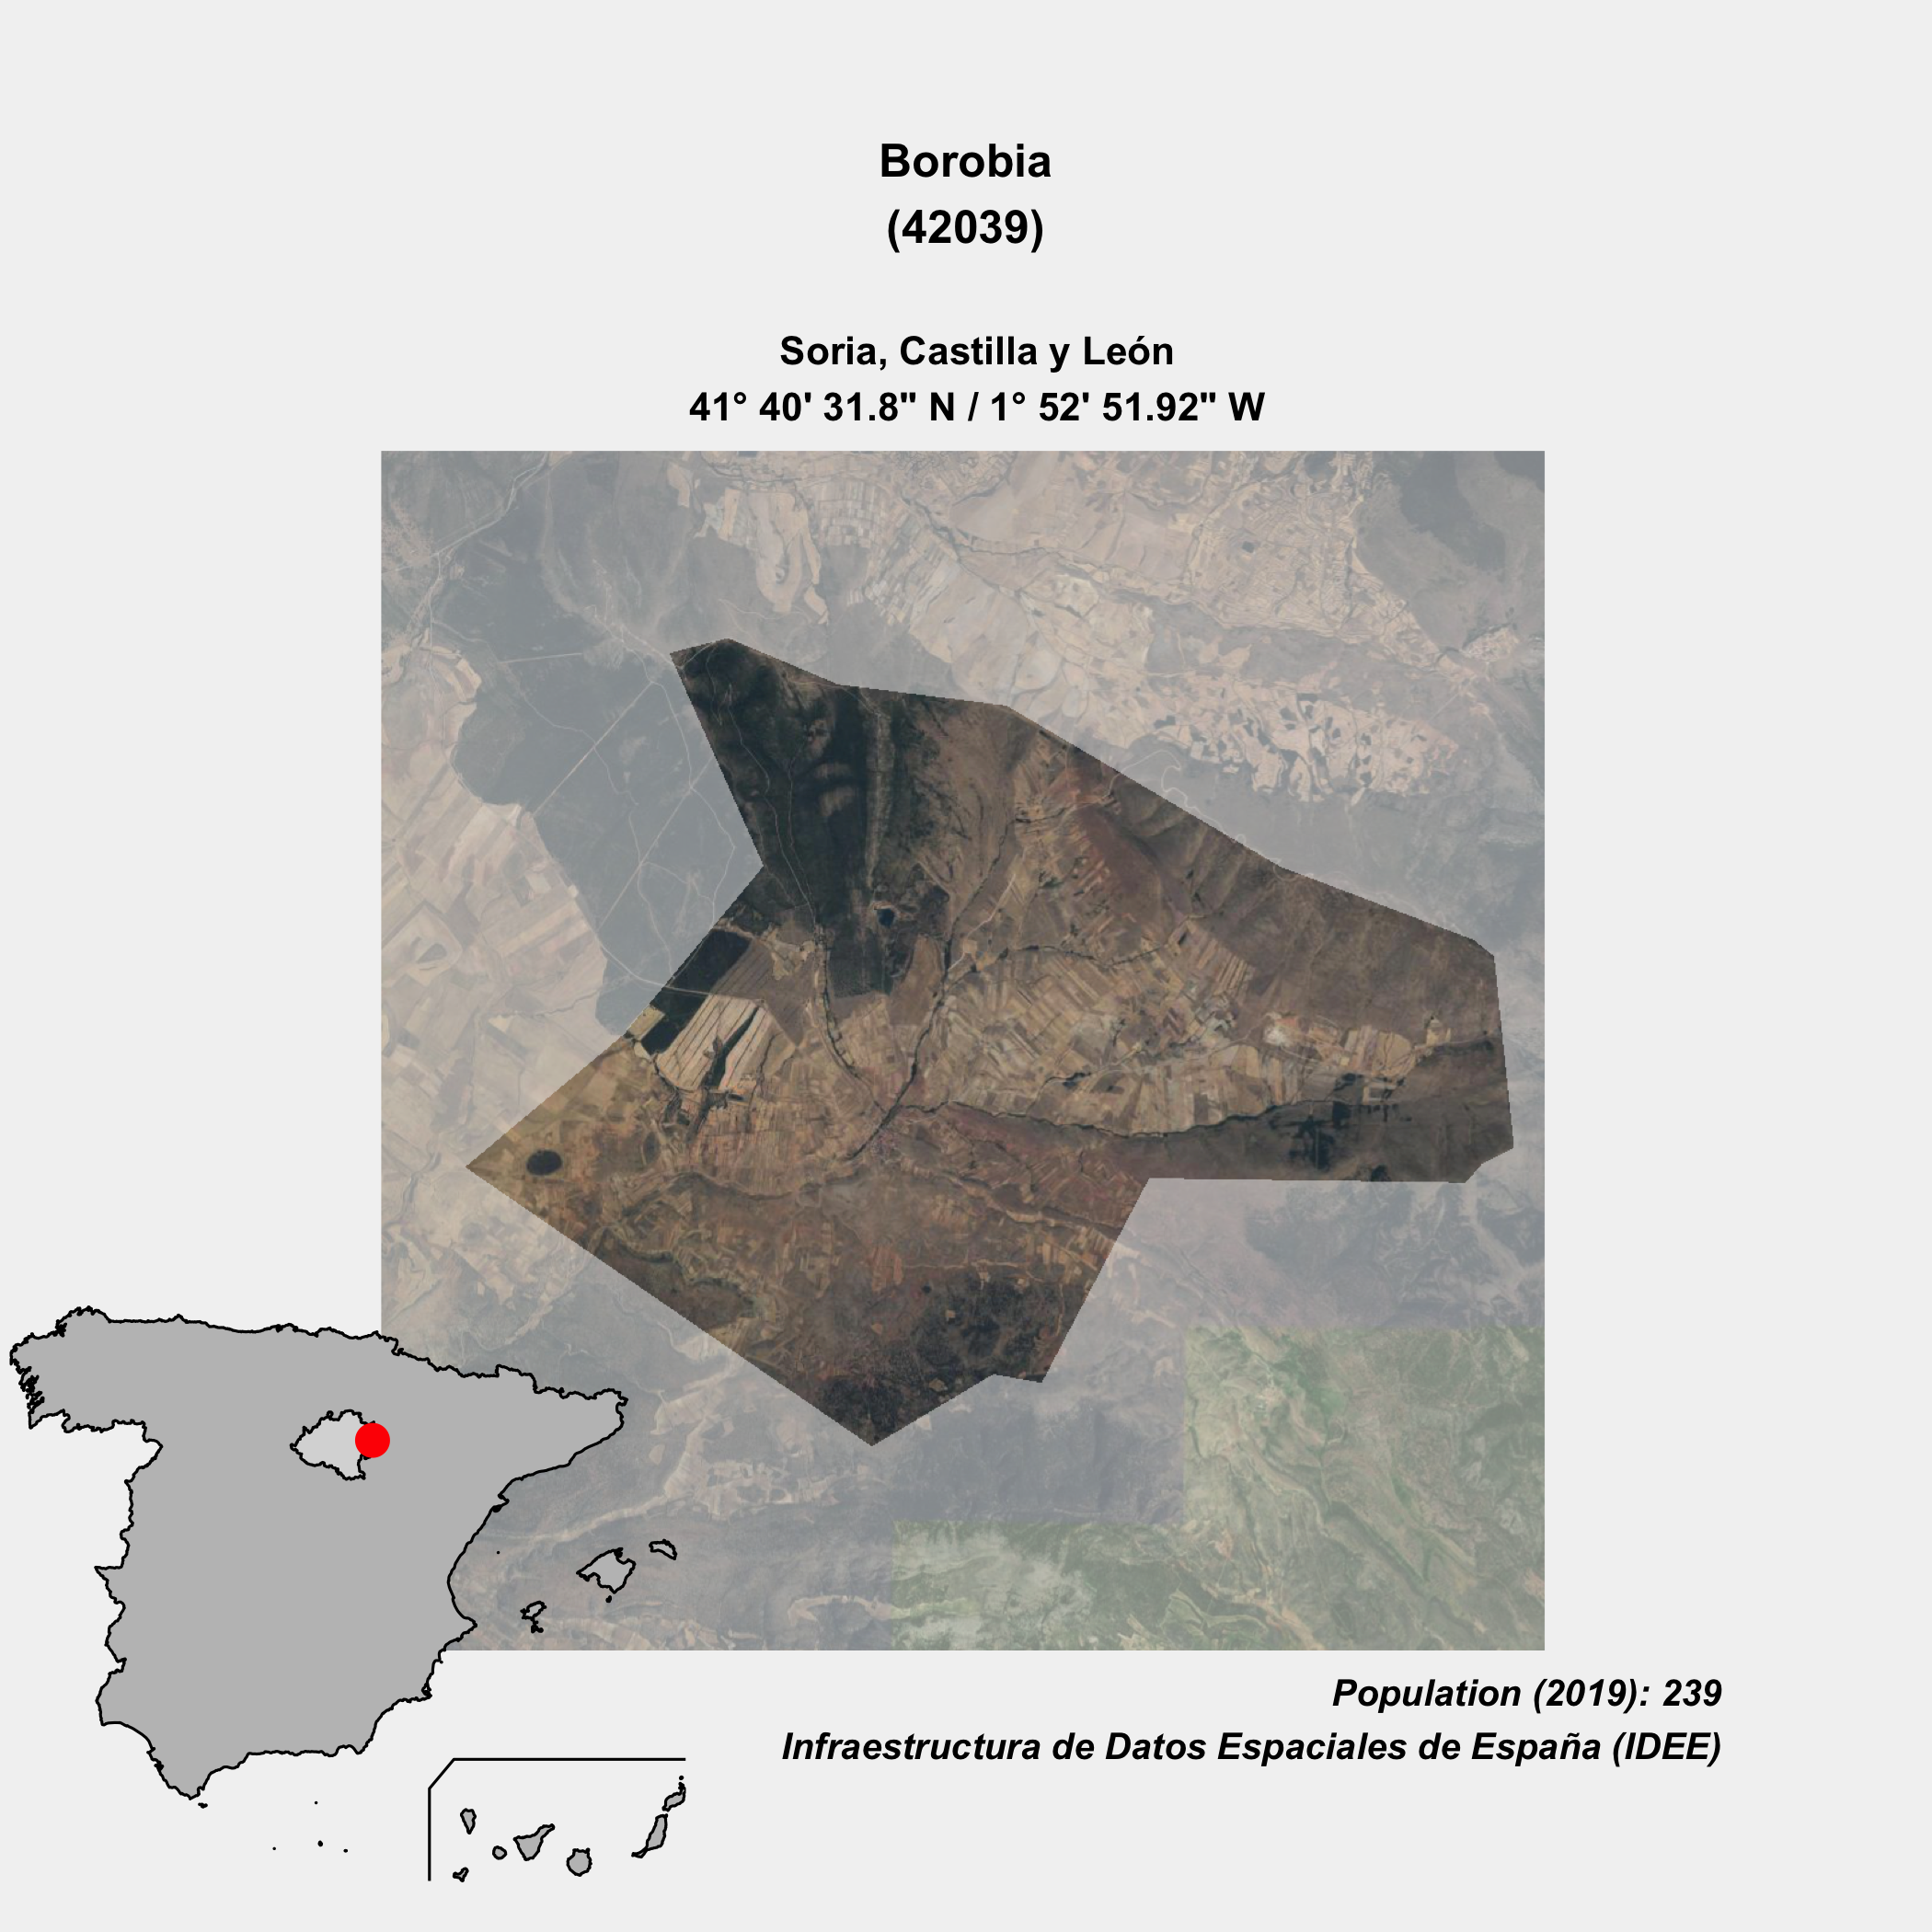 Borobia
(42039)
Soria, Castilla y León
41° 40' 31.8" N / 1° 52' 51.92" W
Population (2019): 239
Infraestructura de Datos Espaciales de España (IDEE)